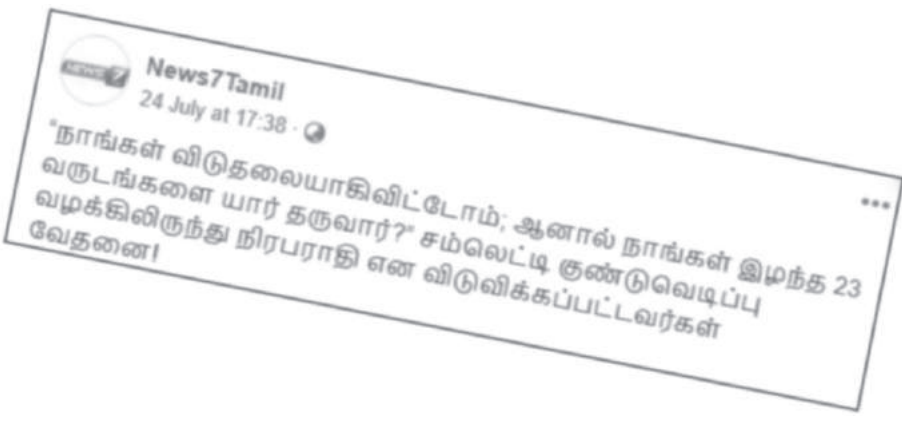 NEWS7
News7Tamil
24 July at 17:38 ·
"நாங்கள் விடுதலையாகிவிட்டோம்; ஆனால் நாங்கள் இழந்த 23
வருடங்களை யார் தருவார்?" சம்லெட்டி குண்டுவெடிப்பு
வழக்கிலிருந்து நிரபராதி என விடுவிக்கப்பட்டவர்கள்
வேதனை!